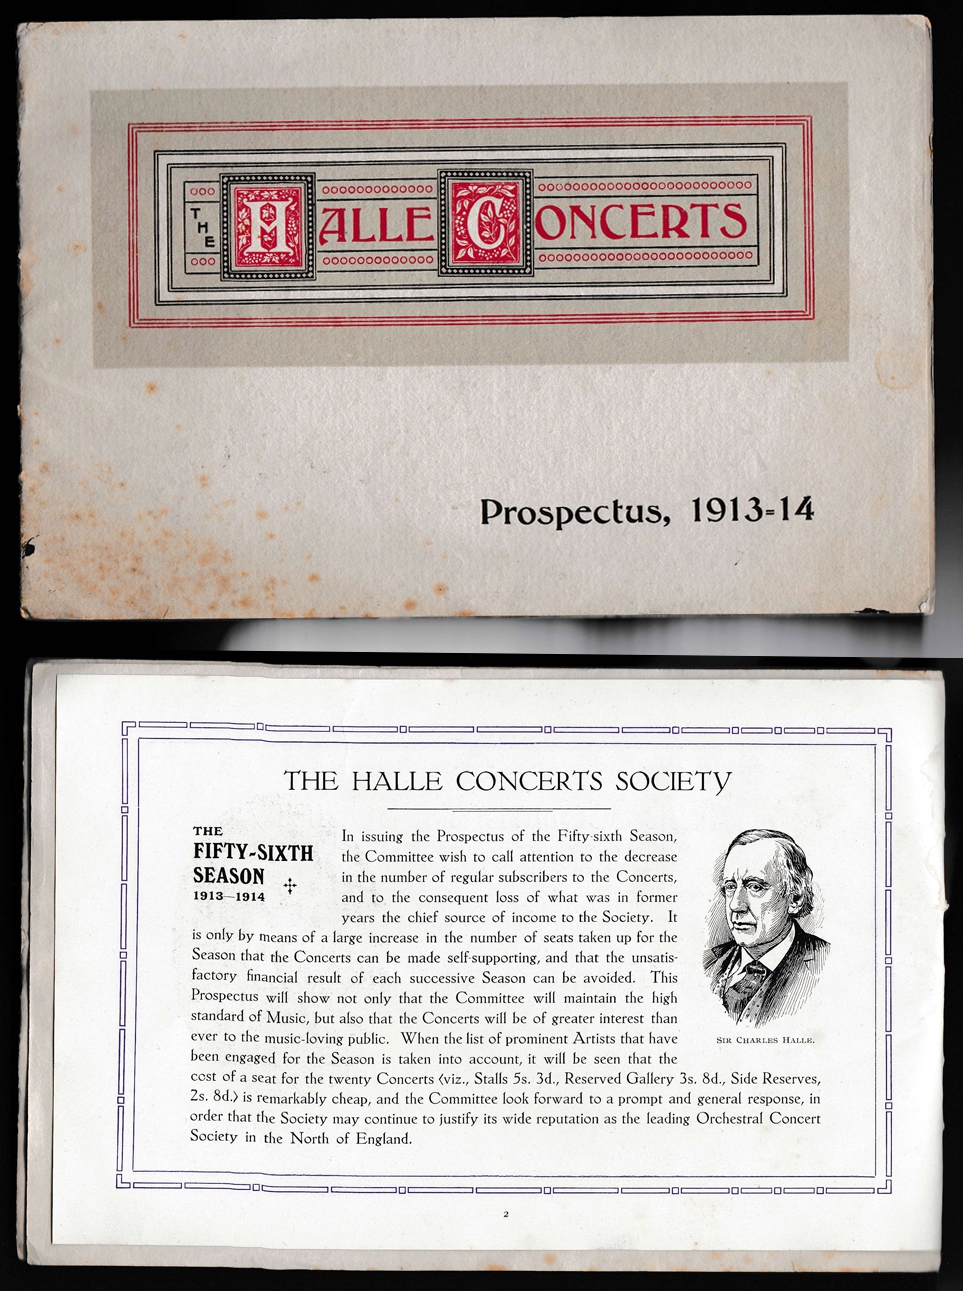 THE HALLE CONCERTS
Prospectus, 1913-14
THE HALLE CONCERTS SOCIETY
THE
FIFTY-SIXTH
SEASON
1913—1914
In issuing the Prospectus of the Fifty-sixth Season,
the Committee wish to call attention to the decrease
in the number of regular subscribers to the Concerts,
and to the consequent loss of what was in former
years the chief source of income to the Society. It
is only by means of a large increase in the number of seats taken up for the
Season that the Concerts can be made self-supporting, and that the unsatis-
factory financial result of each successive Season can be avoided. This
Prospectus will show not only that the Committee will maintain the high
standard of Music, but also that the Concerts will be of greater interest than
ever to the music-loving public. When the list of prominent Artists that have
been engaged for the Season is taken into account, it will be seen that the
cost of a seat for the twenty Concerts (viz., Stalls 5s. 3d., Reserved Gallery 3s. 8d., Side Reserves,
2s. 8d.) is remarkably cheap, and the Committee look forward to a prompt and general response, in
order that the Society may continue to justify its wide reputation as the leading Orchestral Concert
Society in the North of England.
SIR CHARLES HALLE.
2